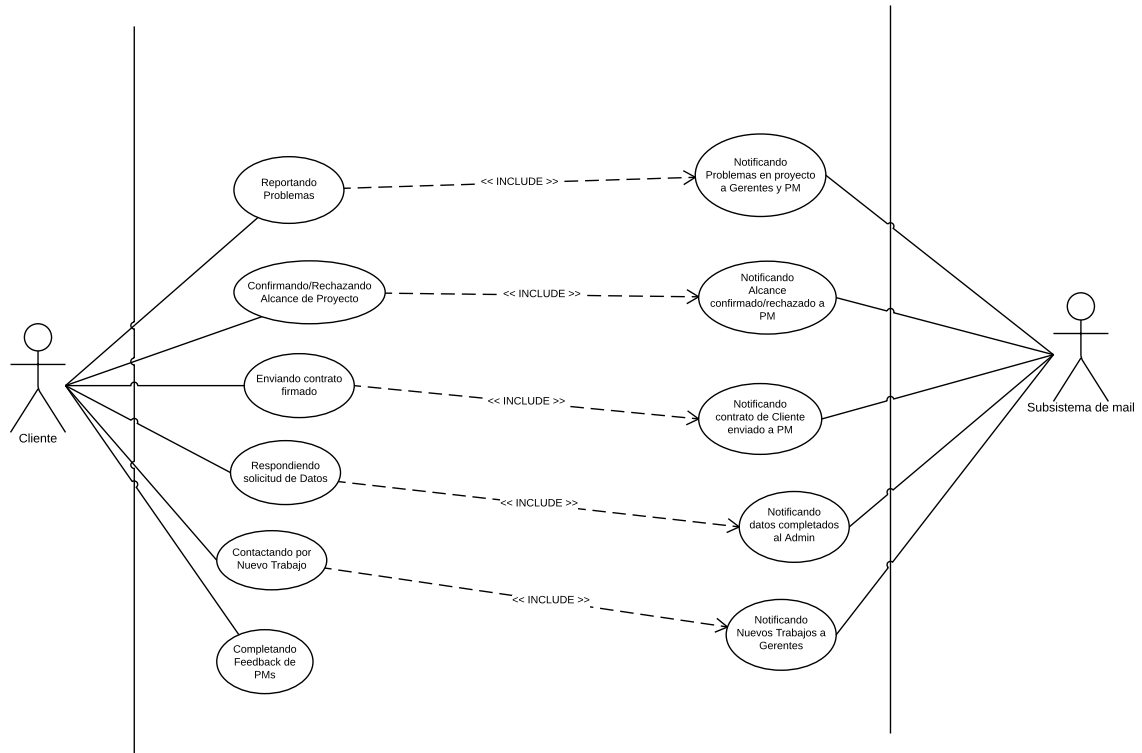 Reportando
Problemas
<< INCLUDE >>
Notificando
Problemas en proyecto
a Gerentes y PM
Confirmando/Rechazando
Alcance de Proyecto
<< INCLUDE >>
Notificando
Alcance
confirmado/rechazado a
PM
Enviando contrato
firmado
<< INCLUDE >>
Notificando
contrato de Cliente
enviado a PM
Cliente
Subsistema de mail
Respondiendo
solicitud de Datos
<< INCLUDE >>
Notificando
datos completados
al Admin
Contactando por
Nuevo Trabajo
<< INCLUDE >>
Notificando
Nuevos Trabajos a
Gerentes
Completando
Feedback de
PMs